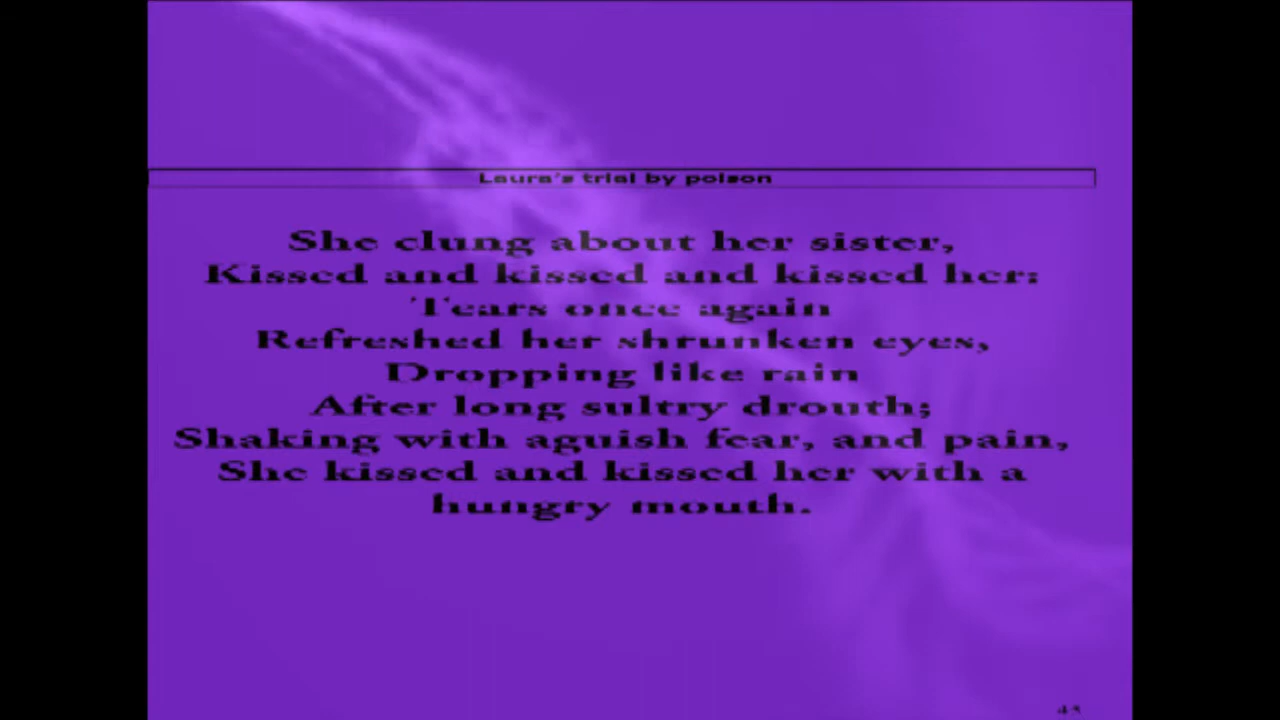 Laura's trial by poison
She clung about her sister,
Kissed and kissed and kissed her:
Tears once again
Refreshed her shrunken eyes,
Dropping like rain
After long sultry drouth;
Shaking with aguish fear, and pain,
She kissed and kissed her with a
hungry mouth.